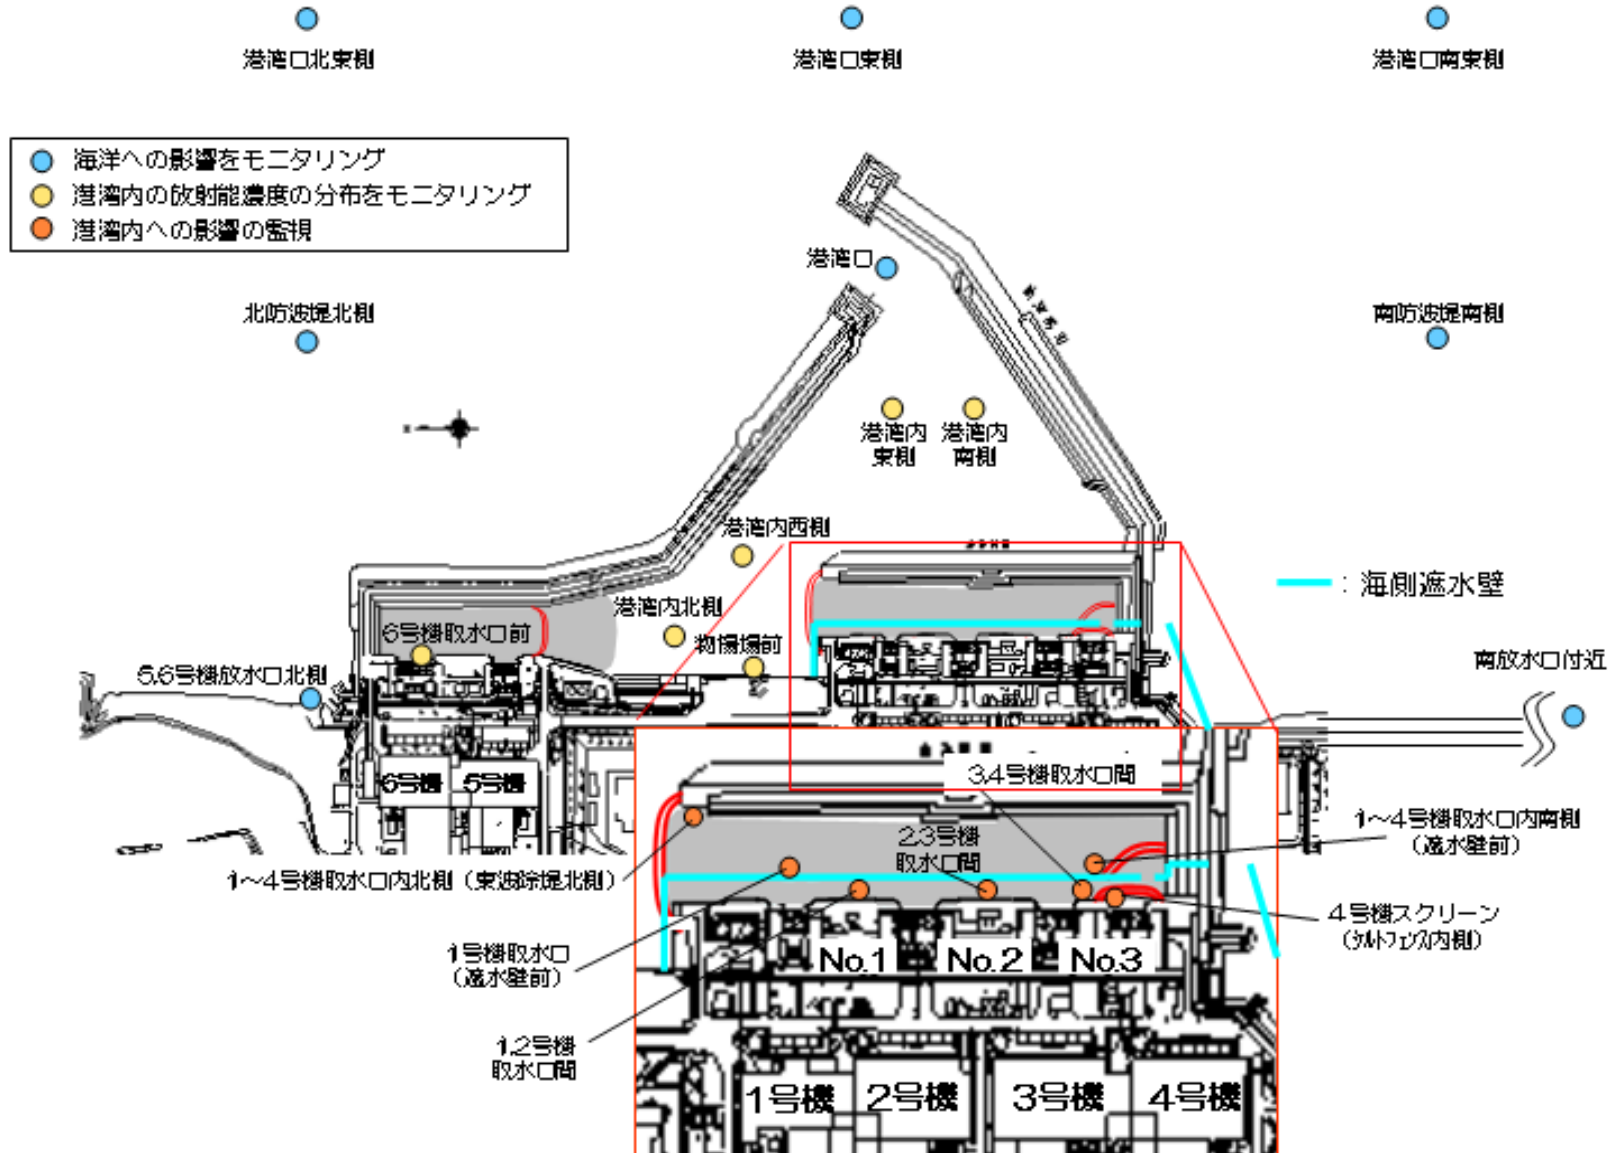 港湾口北東側
港湾口東側
港湾口南東側
海洋への影響をモニタリング
港湾内の放射能濃度の分布をモニタリング
港湾内への影響の監視
港湾口
北防波堤北側
南防波堤南側
港湾内
東側
港湾内
南側
港湾内西側
：海側遮水壁
港湾内北側
6号機取水口前
物揚場前
南放水口付近
5,6号機放水口北側
6号機
5号機
3,4号機取水口間
1～4号機取水口内南側
（遮水壁前）
2,3号機
取水口間
1～4号機取水口内北側（東波除堤北側）
4号機スクリーン
（シルトフェンス内側）
1号機取水口
（遮水壁前）
No.1
No.2
No.3
1,2号機
取水口間
1号機
2号機
3号機
4号機